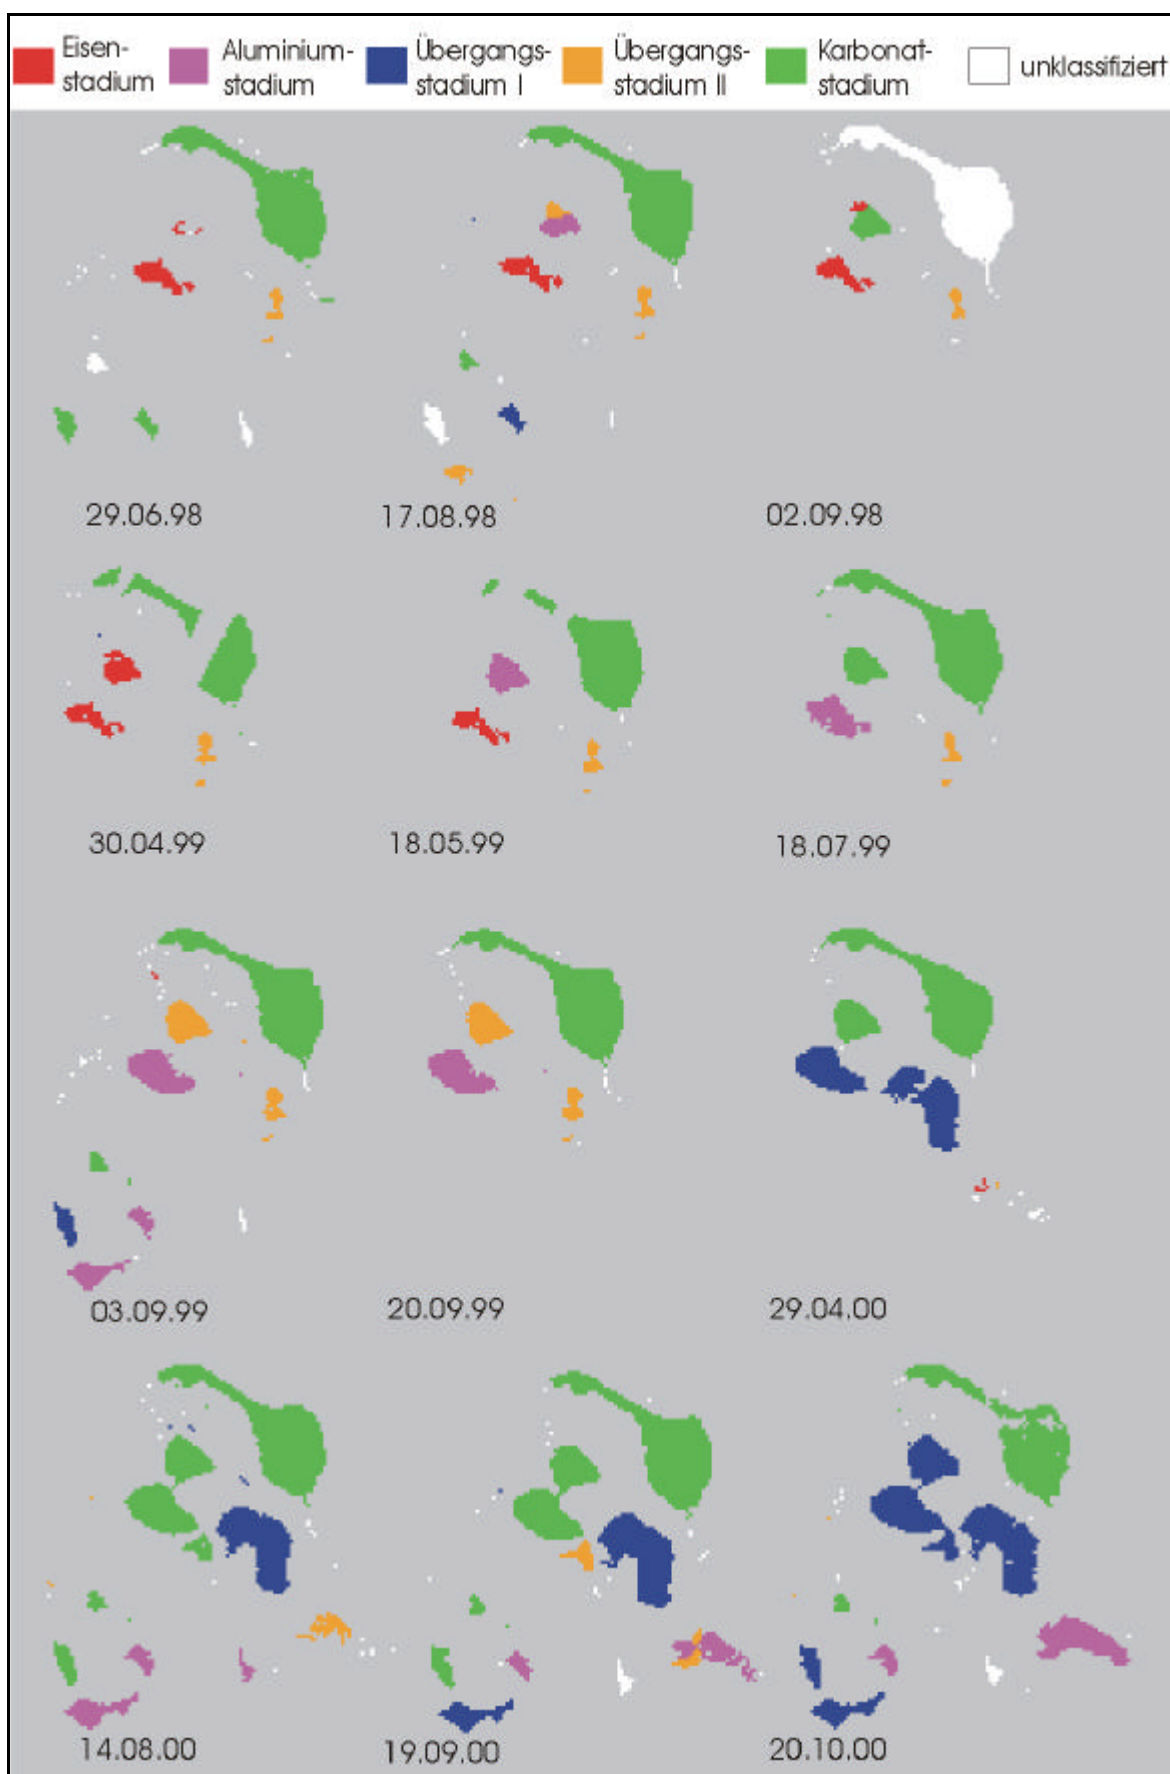 Eisen-
stadium
Aluminium-
stadium
Übergangs-
stadium I
Übergangs-
stadium II
Karbonat-
stadium
unklassifiziert
29.06.98
17.08.98
02.09.98
30.04.99
18.05.99
18.07.99
03.09.99
20.09.99
29.04.00
14.08.00
19.09.00
20.10.00